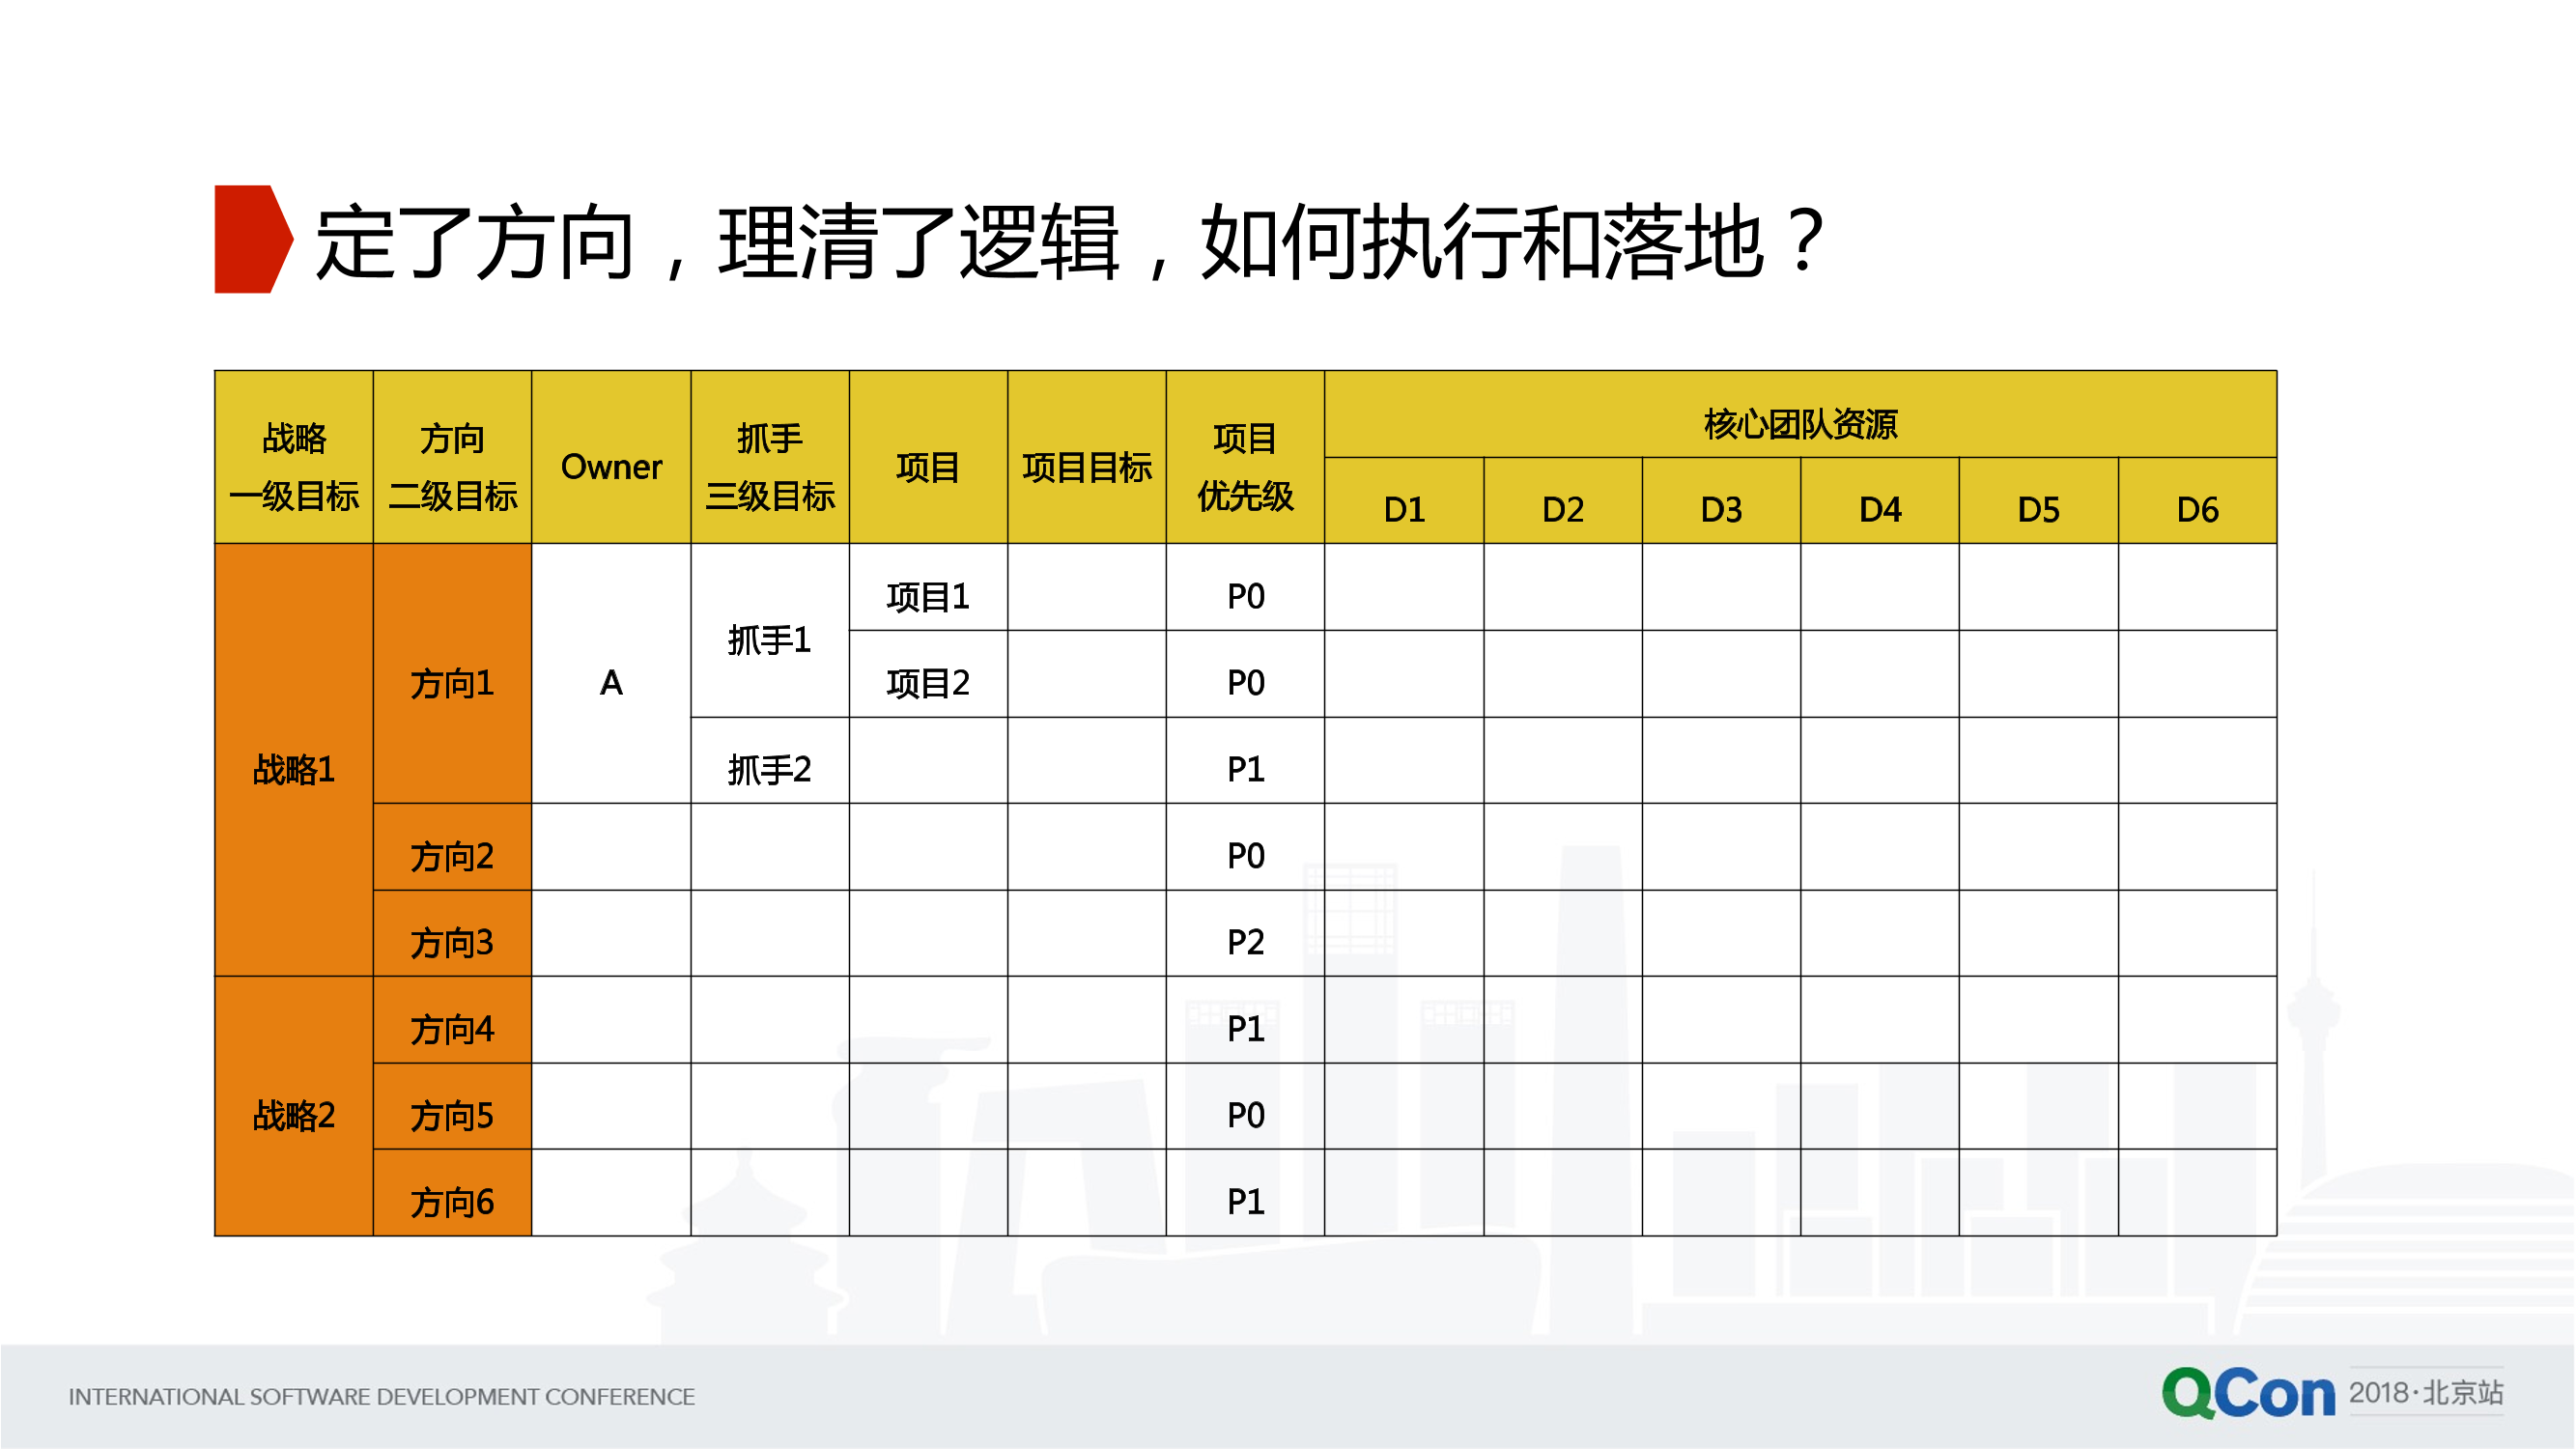 定了方向，理清了逻辑，如何执行和落地？
战略
一级目标
方向
二级目标
Owner
抓手
三级目标
项目
项目目标
项目
优先级
核心团队资源
D1
D2
D3
D4
D5
D6
战略1
方向1
A
抓手1
项目1
P0
项目2
P0
抓手2
P1
方向2
P0
方向3
P2
战略2
方向4
P1
方向5
P0
方向6
P1
INTERNATIONAL SOFTWARE DEVELOPMENT CONFERENCE
QCon 2018·北京站